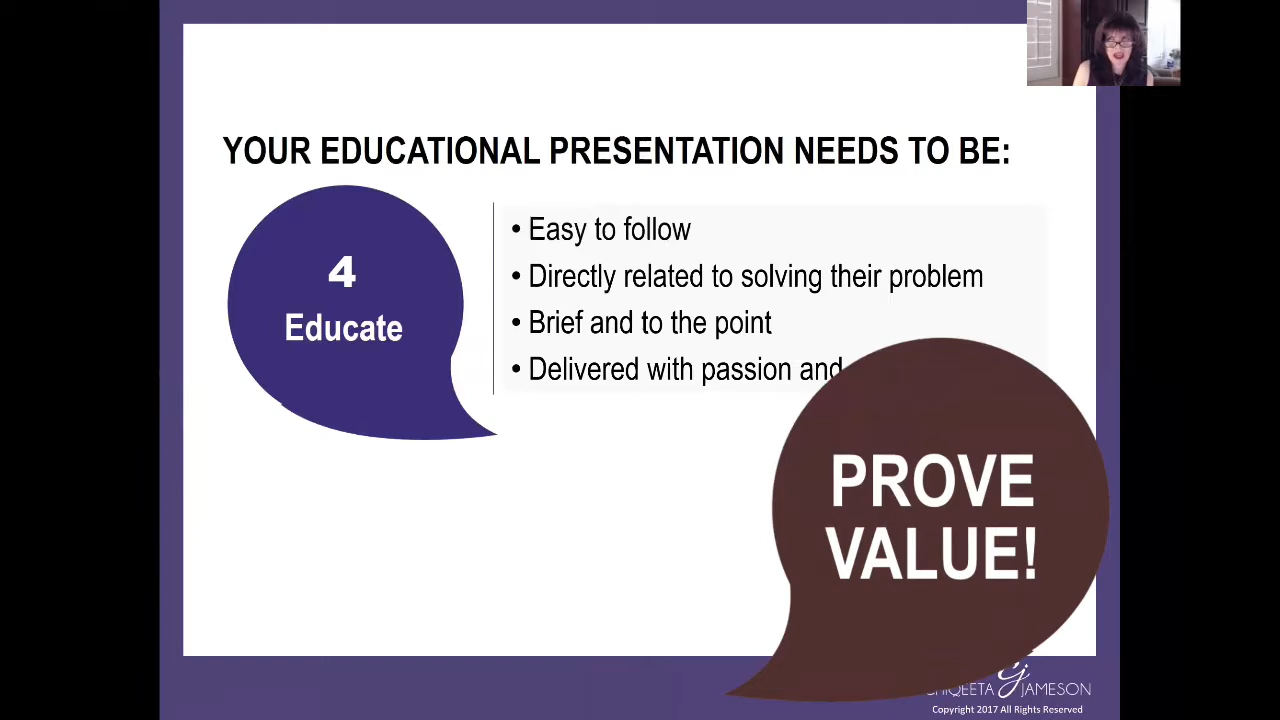 YOUR EDUCATIONAL PRESENTATION NEEDS TO BE:
4
Educate
• Easy to follow
• Directly related to solving their problem
• Brief and to the point
• Delivered with passion and
PROVE
VALUE!
JAMESON
Copyright 2017 All Rights Reserved